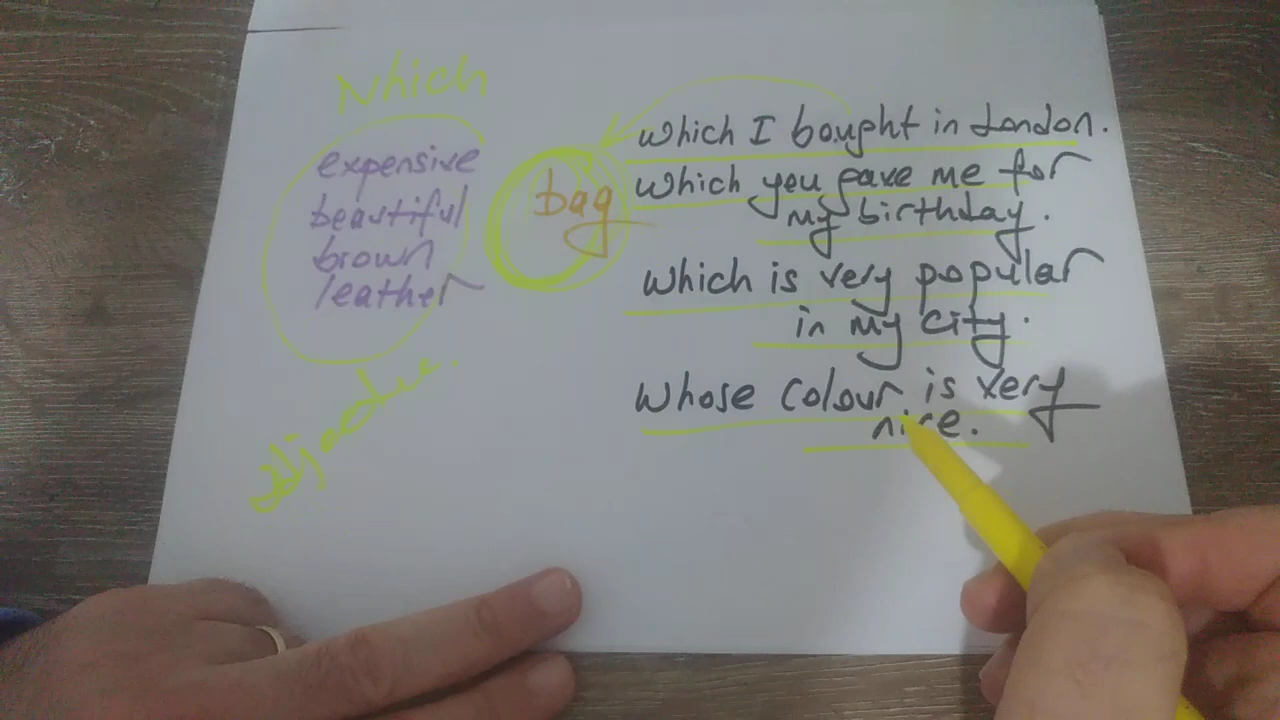 Which
expensive
beautiful
brown
leather
adjective.
bag
which I bought in London.
which you gave me for
my birthday.
which is very popular
in my city.
whose colour is very
nice.